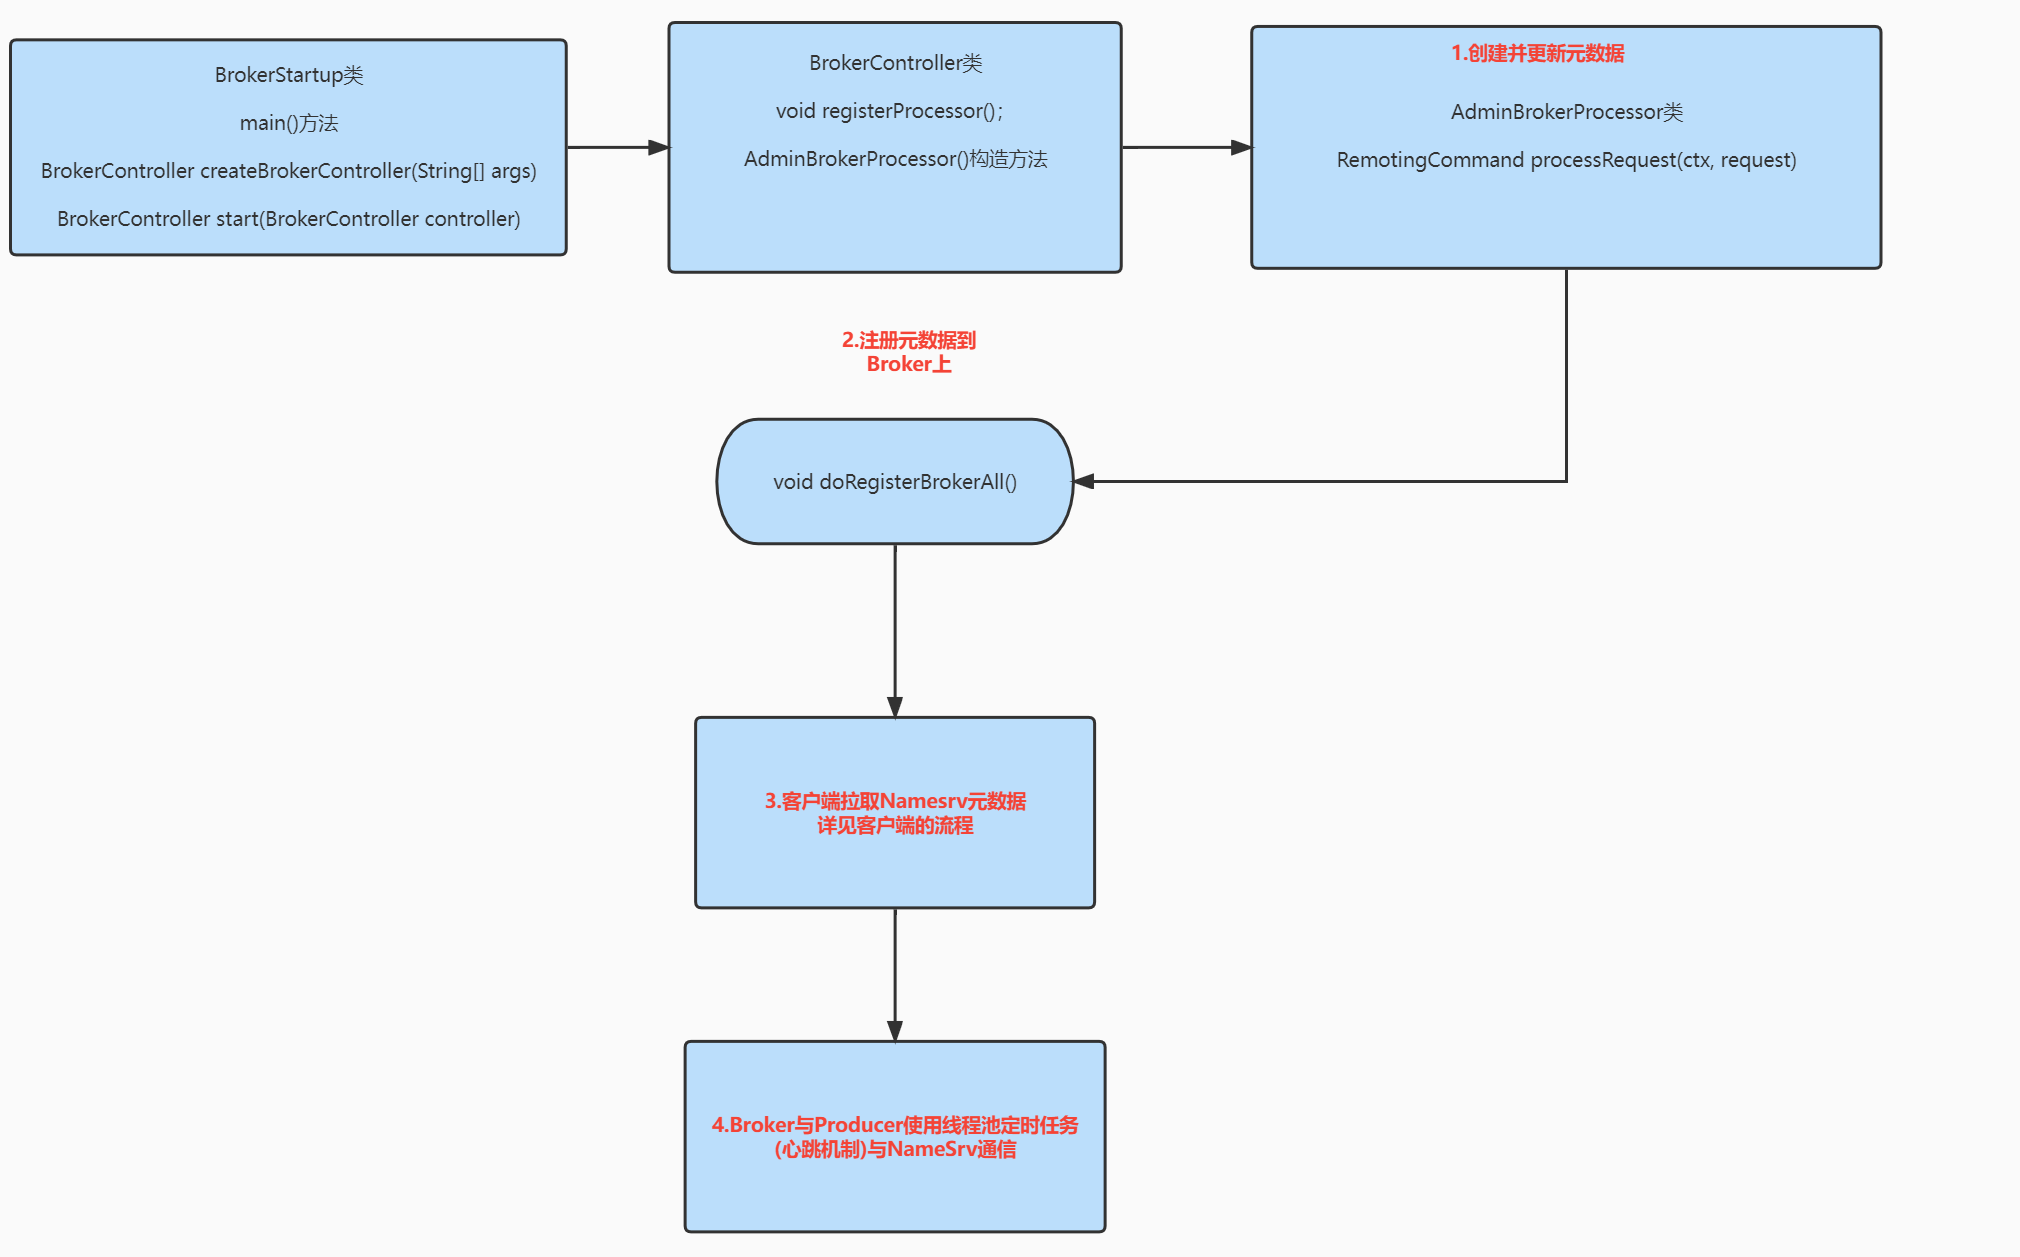 BrokerStartup类
main()方法
BrokerController createBrokerController(String[] args)
BrokerController start(BrokerController controller)
BrokerController类
void registerProcessor();
AdminBrokerProcessor()构造方法
1.创建并更新元数据
AdminBrokerProcessor类
RemotingCommand processRequest(ctx, request)
2.注册元数据到
Broker上
void doRegisterBrokerAll()
3.客户端拉取Namesrv元数据
详见客户端的流程
4.Broker与Producer使用线程池定时任务
(心跳机制)与NameSrv通信